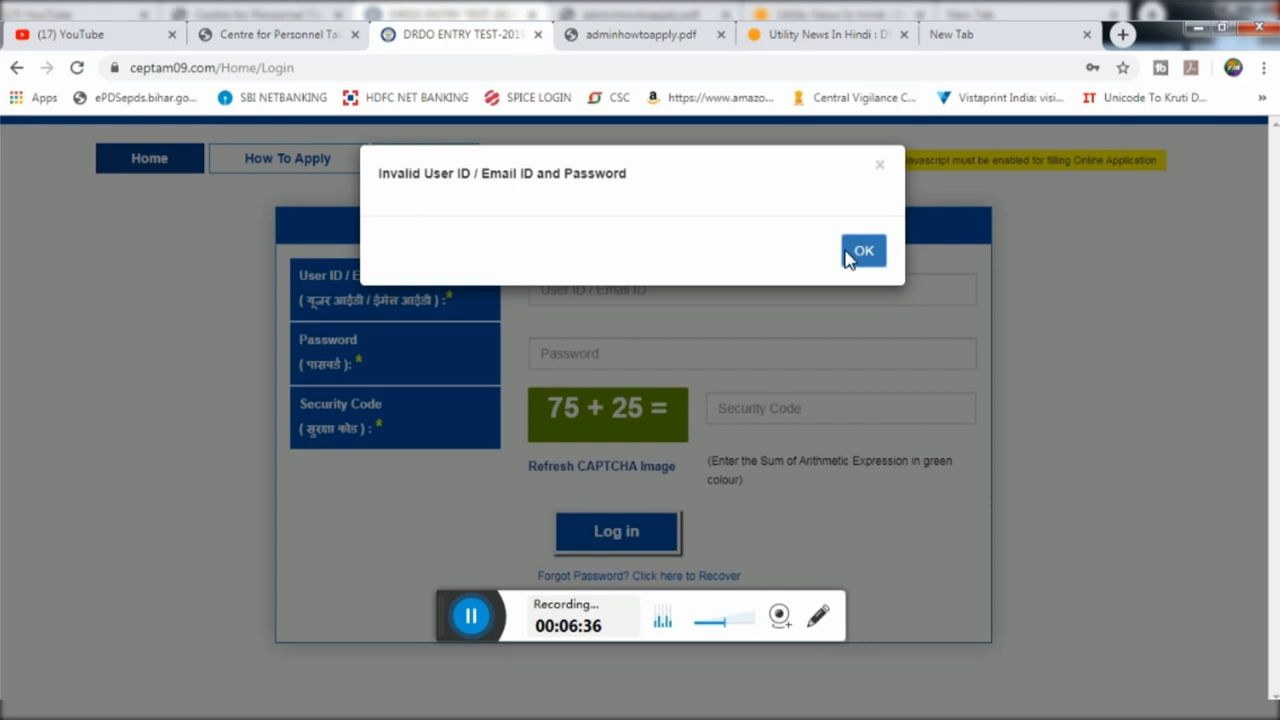 (17) YouTube
Centre for Personnel Tal
DRDO ENTRY TEST-2019
adminhowtoapply.pdf
Utility News In Hindi : D
New Tab
ceptam09.com/Home/Login
Apps
ePDSepds.bihar.go...
SBI NETBANKING
HDFC NET BANKING
SPICE LOGIN
CSC
https://www.amazo...
Central Vigilance C...
Vistaprint India: visi...
Unicode To Kruti D...
Home
How To Apply
avascript must be enabled for filling Online Application
Invalid User ID / Email ID and Password
×
OK
User ID / E
( यूजर आईडी / ईमेल आईडी ) :*
User ID / Email ID
Password
( पासवर्ड ): *
Password
Security Code
( सुरक्षा कोड ) : *
75 + 25 =
Security Code
Refresh CAPTCHA Image
(Enter the Sum of Arithmetic Expression in green
colour)
Log in
Forgot Password? Click here to Recover
Recording...
00:06:36